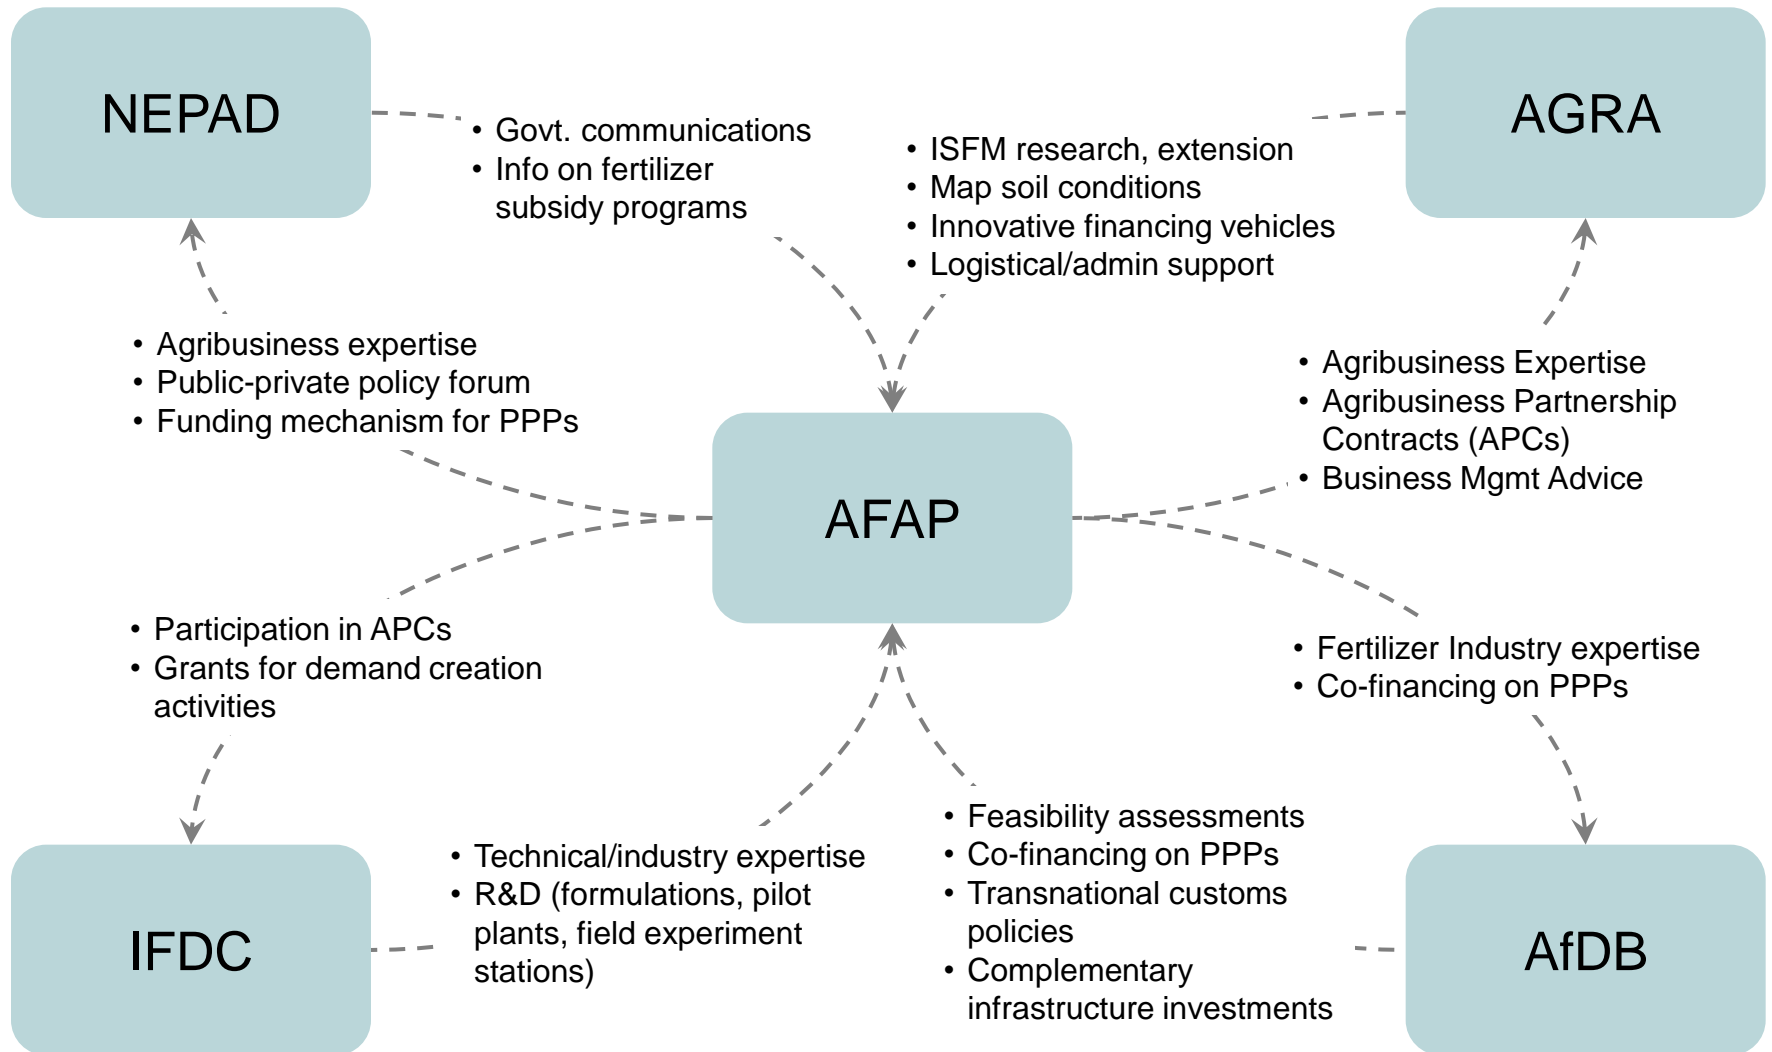 NEPAD
• Govt. communications
• Info on fertilizer
subsidy programs
• ISFM research, extension
• Map soil conditions
• Innovative financing vehicles
• Logistical/admin support
AGRA
• Agribusiness expertise
• Public-private policy forum
• Funding mechanism for PPPs
AFAP
• Agribusiness Expertise
• Agribusiness Partnership
Contracts (APCs)
• Business Mgmt Advice
• Participation in APCs
• Grants for demand creation
activities
• Fertilizer Industry expertise
• Co-financing on PPPs
IFDC
• Technical/industry expertise
• R&D (formulations, pilot
plants, field experiment
stations)
• Feasibility assessments
• Co-financing on PPPs
• Transnational customs
policies
• Complementary
infrastructure investments
AfDB